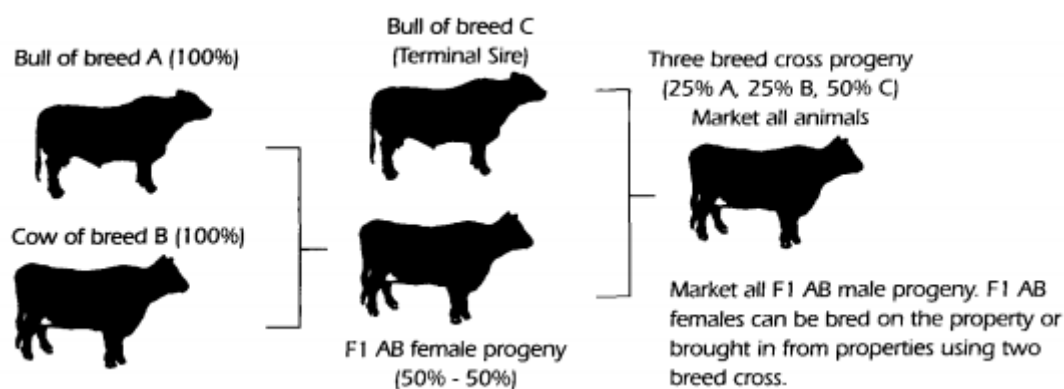 Bull of breed A (100%)
Cow of breed B (100%)
Bull of breed C
(Terminal Sire)
F1 AB female progeny
(50% - 50%)
Three breed cross progeny
(25% A, 25% B, 50% C)
Market all animals
Market all F1 AB male progeny. F1 AB
females can be bred on the property or
brought in from properties using two
breed cross.